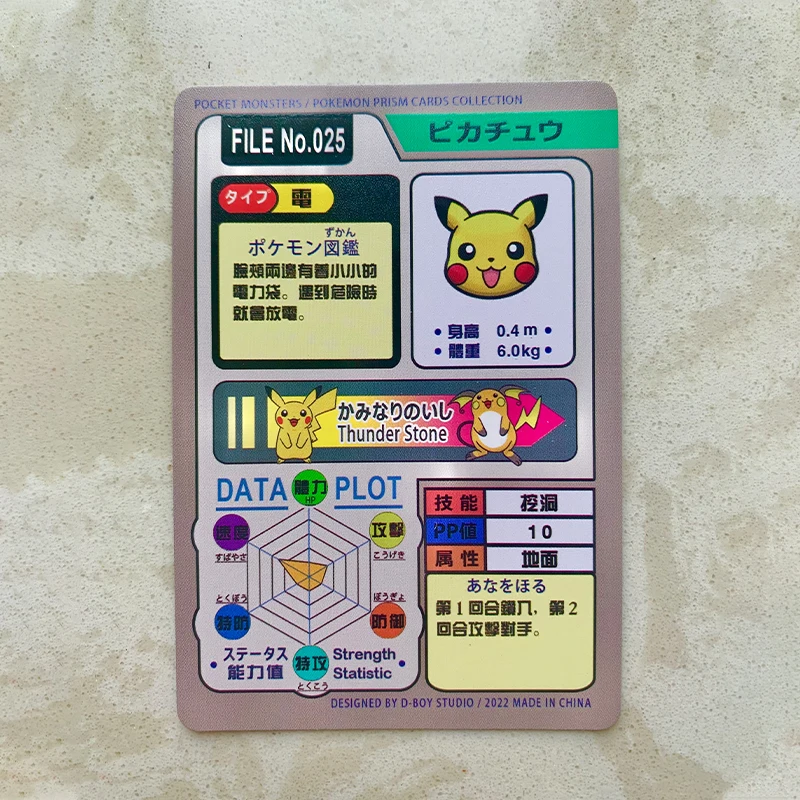 POCKET MONSTERS / POKEMON PRISM CARDS COLLECTION
FILE No.025
ピカチュウ
タイプ 電
ずかん
ポケモン図鑑
臉頰兩邊有著小小的
電力袋。遇到危險時
就會放電。
• 身高 0.4m •
• 體重 6.0kg •
かみなりのいし
Thunder Stone
DATA PLOT
體力
HP
速度
すばやさ
攻擊
こうげき
とくぼう
特防
ぼうぎょ
防御
特攻
とくこう
ステータス
• 能力值
Strength
Statistic •
技能 挖洞
PP值 10
属性 地面
あなをほる
第1回合鑽入，第2
回合攻擊對手。
DESIGNED BY D-BOY STUDIO / 2022 MADE IN CHINA